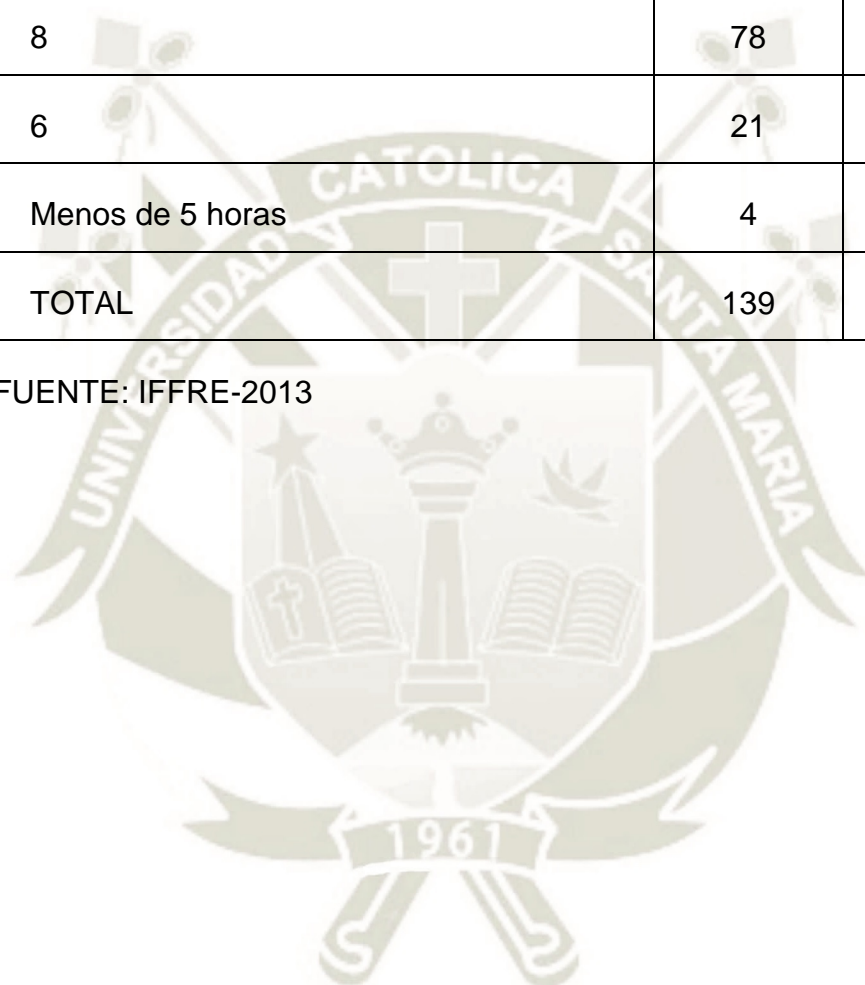 8 78
6 21
Menos de 5 horas 4
TOTAL 139
FUENTE: IFFRE-2013
UNIVERSIDAD CATOLICA SANTA MARIA
1961